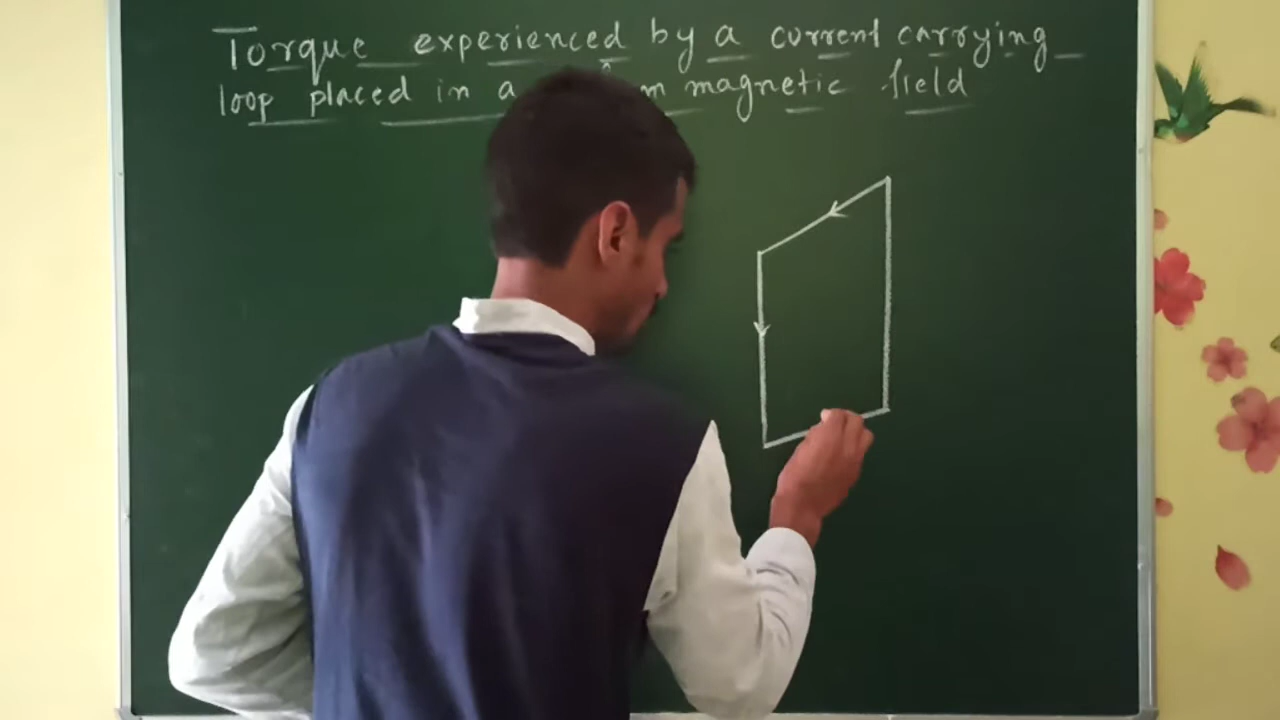 Torque experienced by a current carrying
loop placed in a magnetic field